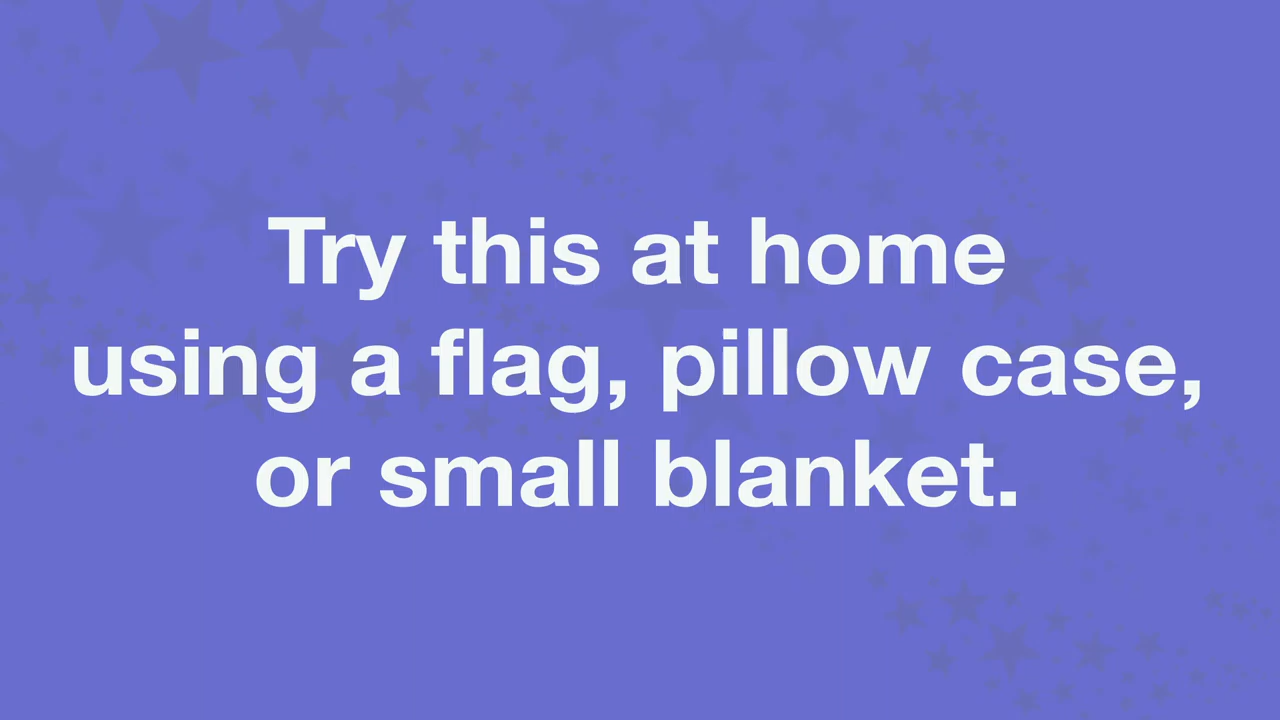 Try this at home
using a flag, pillow case,
or small blanket.